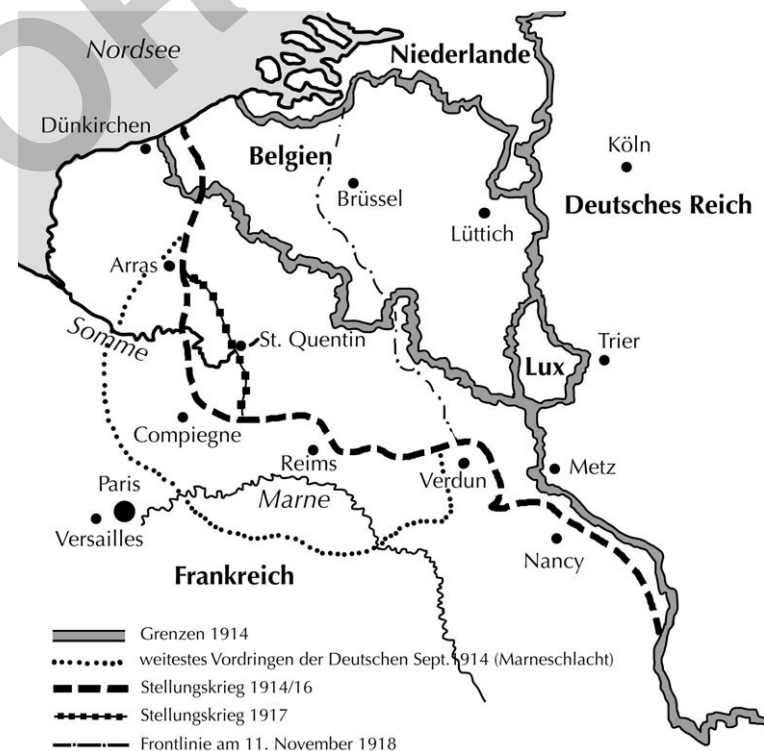 OR
Nordsee
Niederlande
Dünkirchen
Belgien
Köln
Brüssel
Deutsches Reich
Lüttich
Arras
Somme
St. Quentin
Trier
Lux
Compiegne
Reims
Verdun
Metz
Paris
Marne
Versailles
Nancy
Frankreich
Grenzen 1914
weitestes Vordringen der Deutschen Sept.1914 (Marneschlacht)
Stellungskrieg 1914/16
Stellungskrieg 1917
Frontlinie am 11. November 1918